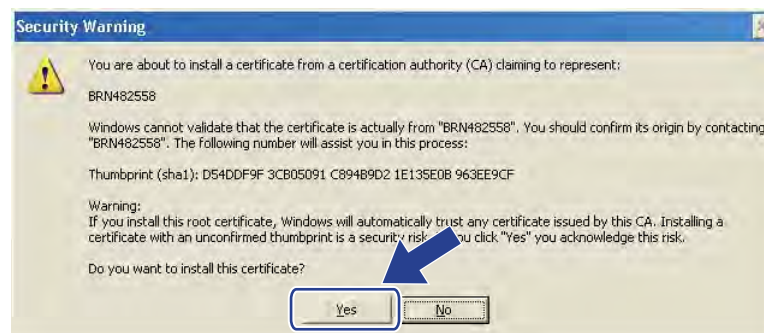 Security Warning
You are about to install a certificate from a certification authority (CA) claiming to represent:
BRN482558
Windows cannot validate that the certificate is actually from "BRN482558". You should confirm its origin by contacting
"BRN482558". The following number will assist you in this process:
Thumbprint (sha1): D54DDF9F 3CB05091 C894B9D2 1E135E0B 963EE9CF
Warning:
If you install this root certificate, Windows will automatically trust any certificate issued by this CA. Installing a
certificate with an unconfirmed thumbprint is a security risk. you click "Yes" you acknowledge this risk.
Do you want to install this certificate?
Yes No